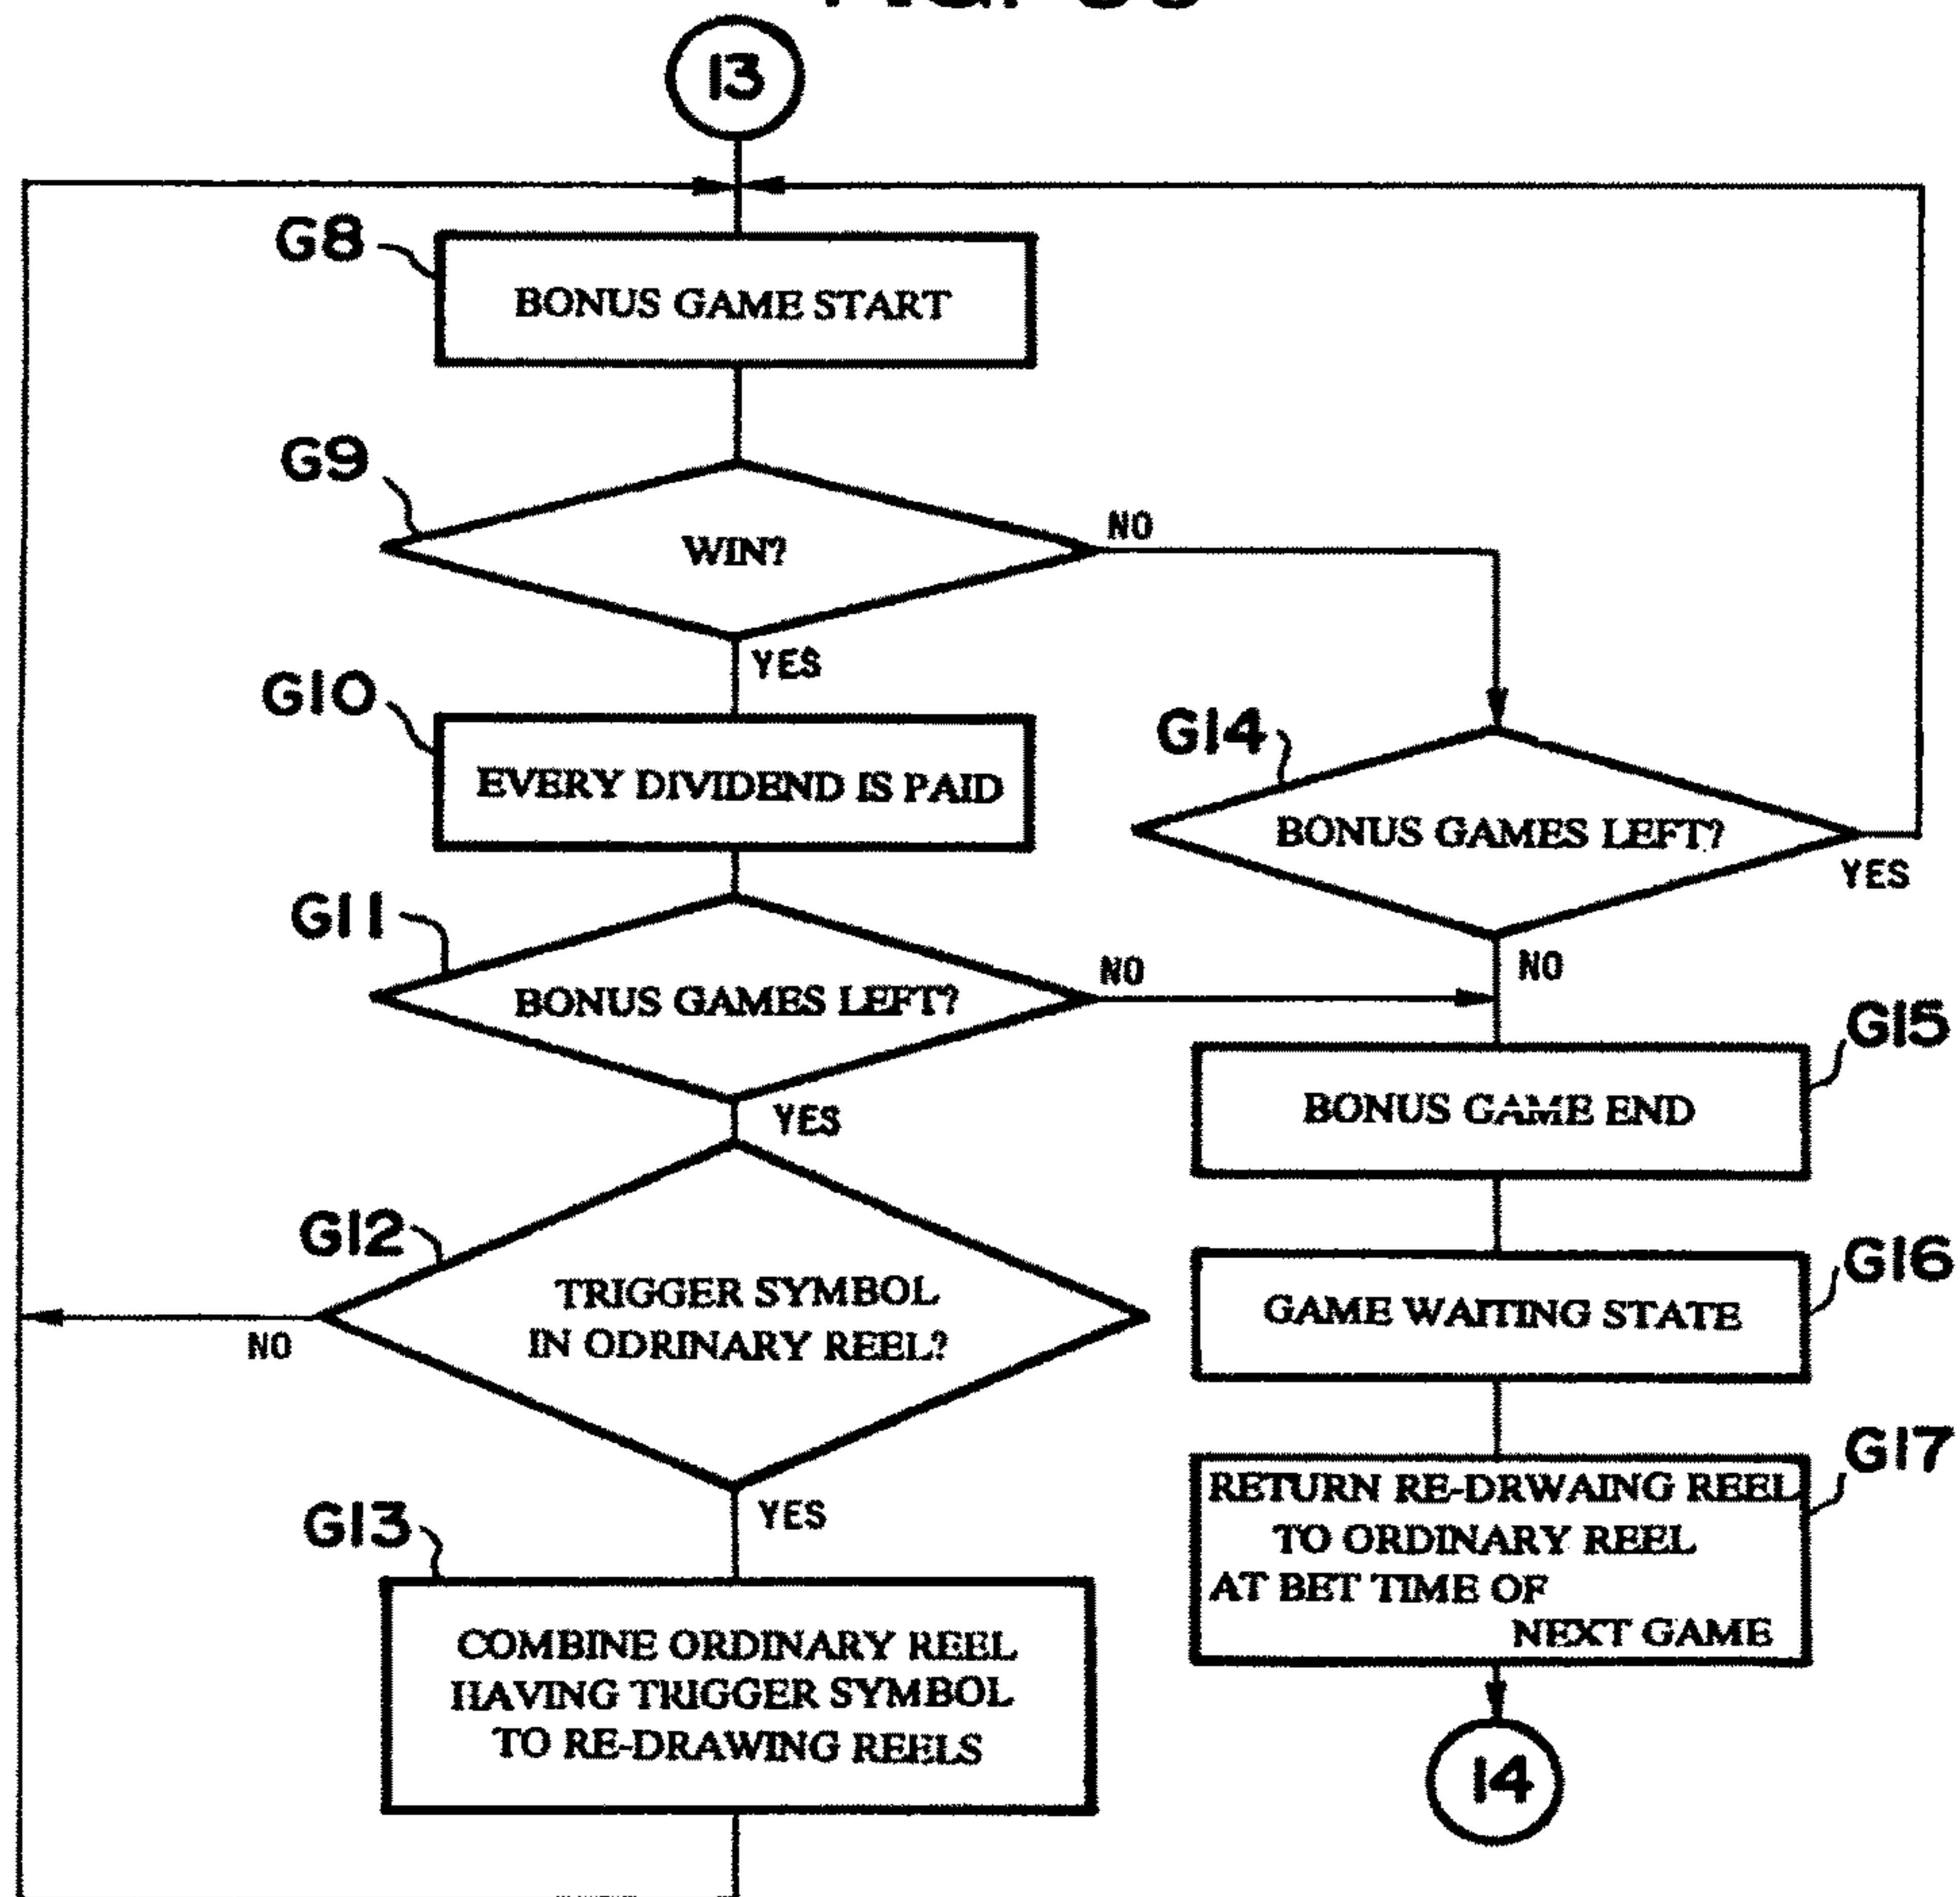 13
G8
BONUS GAME START
G9
WIN?
NO
YES
G10
EVERY DIVIDEND IS PAID
G14
BONUS GAMES LEFT?
YES
NO
G11
BONUS GAMES LEFT?
NO
YES
G15
BONUS GAME END
G12
TRIGGER SYMBOL
IN ODRINARY REEL?
NO
YES
G16
GAME WAITING STATE
G13
COMBINE ORDINARY REEL
HAVING TRIGGER SYMBOL
TO RE-DRAWING REELS
G17
RETURN RE-DRWAING REEL
TO ORDINARY REEL
AT BET TIME OF
NEXT GAME
14